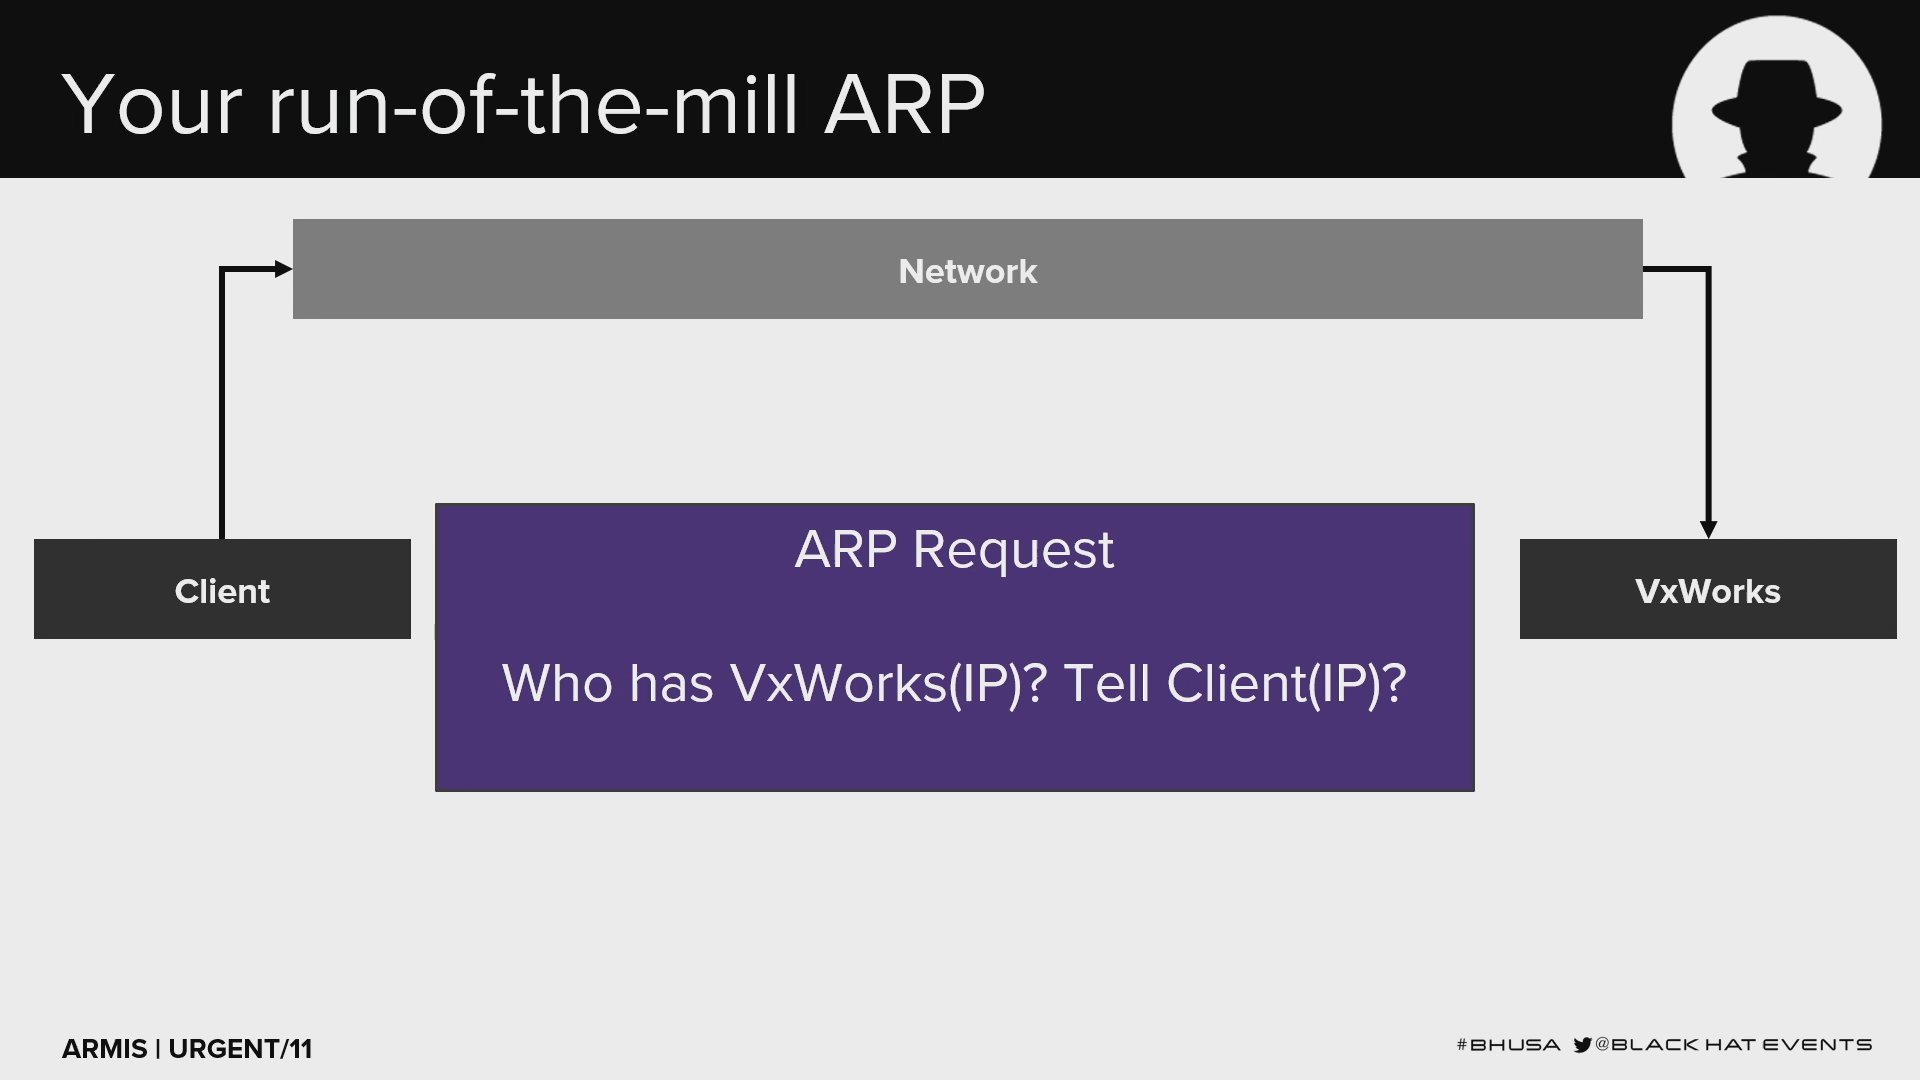 Your run-of-the-mill ARP
Network
Client
ARP Request
Who has VxWorks(IP)? Tell Client(IP)?
VxWorks
ARMIS | URGENT/11
#BHUSA @BLACK HAT EVENTS